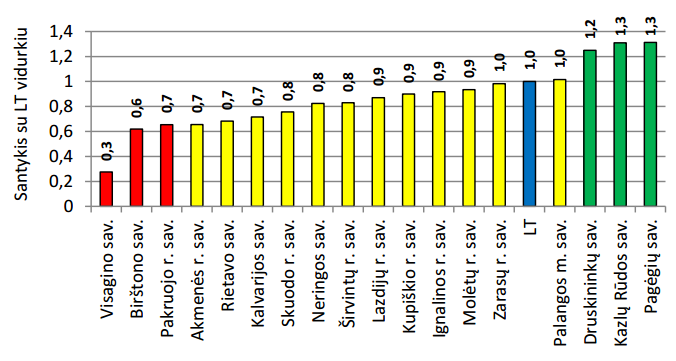 Santykis su LT vidurkiu
1,4
1,2
1
0,8
0,6
0,4
0,2
0
0,3
0,6
0,7
0,7
0,7
0,7
0,8
0,8
0,8
0,9
0,9
0,9
0,9
1,0
1,0
1,0
1,2
1,3
1,3
Visagino sav.
Birštono sav.
Pakruojo r. sav.
Akmenės r. sav.
Rietavo sav.
Kalvarijos sav.
Skuodo r. sav.
Neringos sav.
Širvintų r. sav.
Lazdijų r. sav.
Kupiškio r. sav.
Ignalinos r. sav.
Molėtų r. sav.
Zarasų r. sav.
LT
Palangos m. sav.
Druskininkų sav.
Kazlų Rūdos sav.
Pagėgių sav.